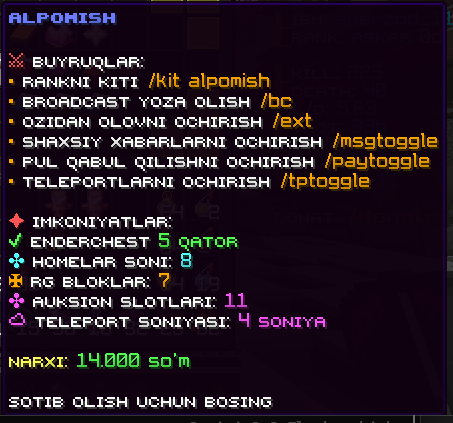 ALPOMISH
BUYRUQLAR:
• RANKNI KITI /kit alpomish
• BROADCAST YOZA OLISH /bc
• OZIDAN OLOVNI OCHIRISH /ext
• SHAXSIY XABARLARNI OCHIRISH /msgtoggle
• PUL QABUL QILISHNI OCHIRISH /paytoggle
• TELEPORTLARNI OCHIRISH /tptoggle
IMKONIYATLAR:
✓ ENDERCHEST 5 QATOR
HOMELAR SONI: 8
RG BLOKLAR: 7
AUKSION SLOTLARI: 11
TELEPORT SONIYASI: 4 SONIYA
NARXI: 14.000 so'm
SOTIB OLISH UCHUN BOSING